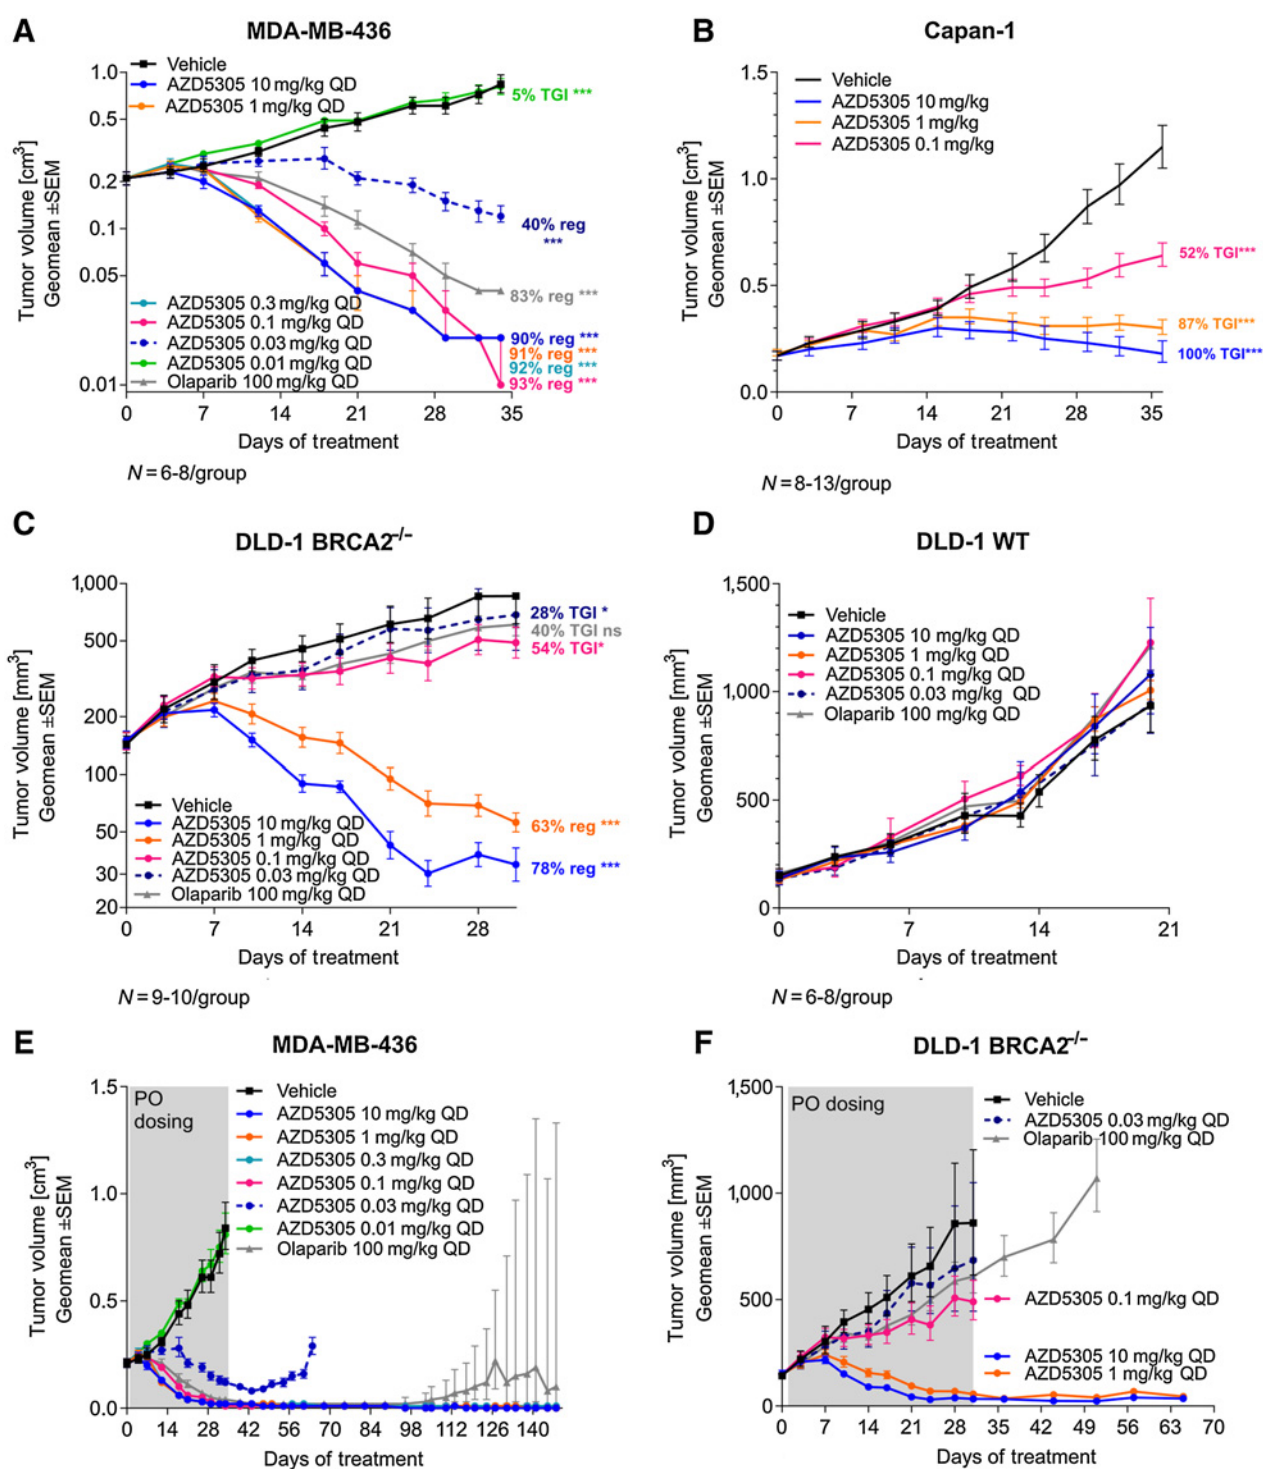 A
MDA-MB-436
Vehicle
AZD5305 10 mg/kg QD
AZD5305 1 mg/kg QD
1.0
0.5
0.2
0.1
0.05
0.01
Tumor volume [cm³]
Geomean ±SEM
5% TGI ***
40% reg
***
83% reg ***
90% reg ***
91% reg ***
92% reg ***
93% reg ***
AZD5305 0.3 mg/kg QD
AZD5305 0.1 mg/kg QD
AZD5305 0.03 mg/kg QD
AZD5305 0.01 mg/kg QD
Olaparib 100 mg/kg QD
0 7 14 21 28 35
Days of treatment
N = 6-8/group
B
Capan-1
Vehicle
AZD5305 10 mg/kg
AZD5305 1 mg/kg
AZD5305 0.1 mg/kg
1.5
1.0
0.5
0.0
Tumor volume [cm³]
Geomean ±SEM
52% TGI***
87% TGI***
100% TGI***
0 7 14 21 28 35
Days of treatment
N = 8-13/group
C
DLD-1 BRCA2⁻/⁻
1,000
500
200
100
50
30
20
Tumor volume [mm³]
Geomean ±SEM
28% TGI *
40% TGI ns
54% TGI*
63% reg ***
78% reg ***
Vehicle
AZD5305 10 mg/kg QD
AZD5305 1 mg/kg QD
AZD5305 0.1 mg/kg QD
AZD5305 0.03 mg/kg QD
Olaparib 100 mg/kg QD
0 7 14 21 28
Days of treatment
N = 9-10/group
D
DLD-1 WT
1,500
1,000
500
0
Tumor volume [mm³]
Geomean ±SEM
Vehicle
AZD5305 10 mg/kg QD
AZD5305 1 mg/kg QD
AZD5305 0.1 mg/kg QD
AZD5305 0.03 mg/kg QD
Olaparib 100 mg/kg QD
0 7 14 21
Days of treatment
N = 6-8/group
E
MDA-MB-436
1.5
1.0
0.5
0.0
Tumor volume [cm³]
Geomean ±SEM
PO
dosing
Vehicle
AZD5305 10 mg/kg QD
AZD5305 1 mg/kg QD
AZD5305 0.3 mg/kg QD
AZD5305 0.1 mg/kg QD
AZD5305 0.03 mg/kg QD
AZD5305 0.01 mg/kg QD
Olaparib 100 mg/kg QD
0 14 28 42 56 70 84 98 112 126 140
Days of treatment
F
DLD-1 BRCA2⁻/⁻
1,500
1,000
500
0
Tumor volume [mm³]
Geomean ±SEM
PO dosing
Vehicle
AZD5305 0.03 mg/kg QD
Olaparib 100 mg/kg QD
AZD5305 0.1 mg/kg QD
AZD5305 10 mg/kg QD
AZD5305 1 mg/kg QD
0 7 14 21 28 35 42 49 56 63 70
Days of treatment